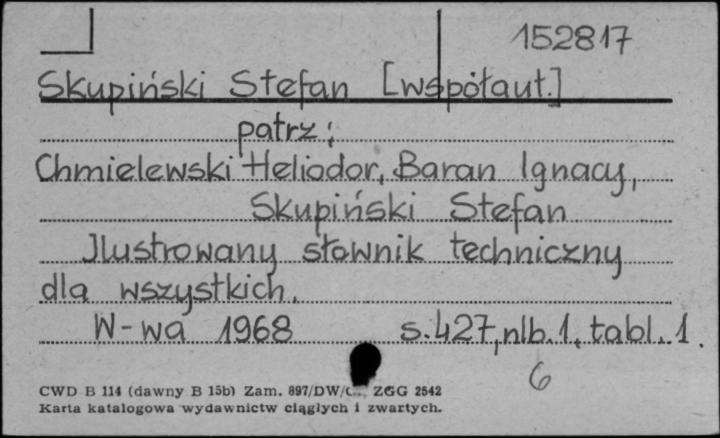 152817
Skupiński Stefan [współaut.]
patrz:
Chmielewski Heliodor, Baran Ignacy,
Skupiński Stefan
Ilustrowany słownik techniczny
dla wszystkich.
W-wa 1968 s. 427, nlb. 1, tabl. 1.
6
CWD B 114 (dawny B 15b) Zam. 897/DW/ ZGG 2542
Karta katalogowa wydawnictw ciągłych i zwartych.